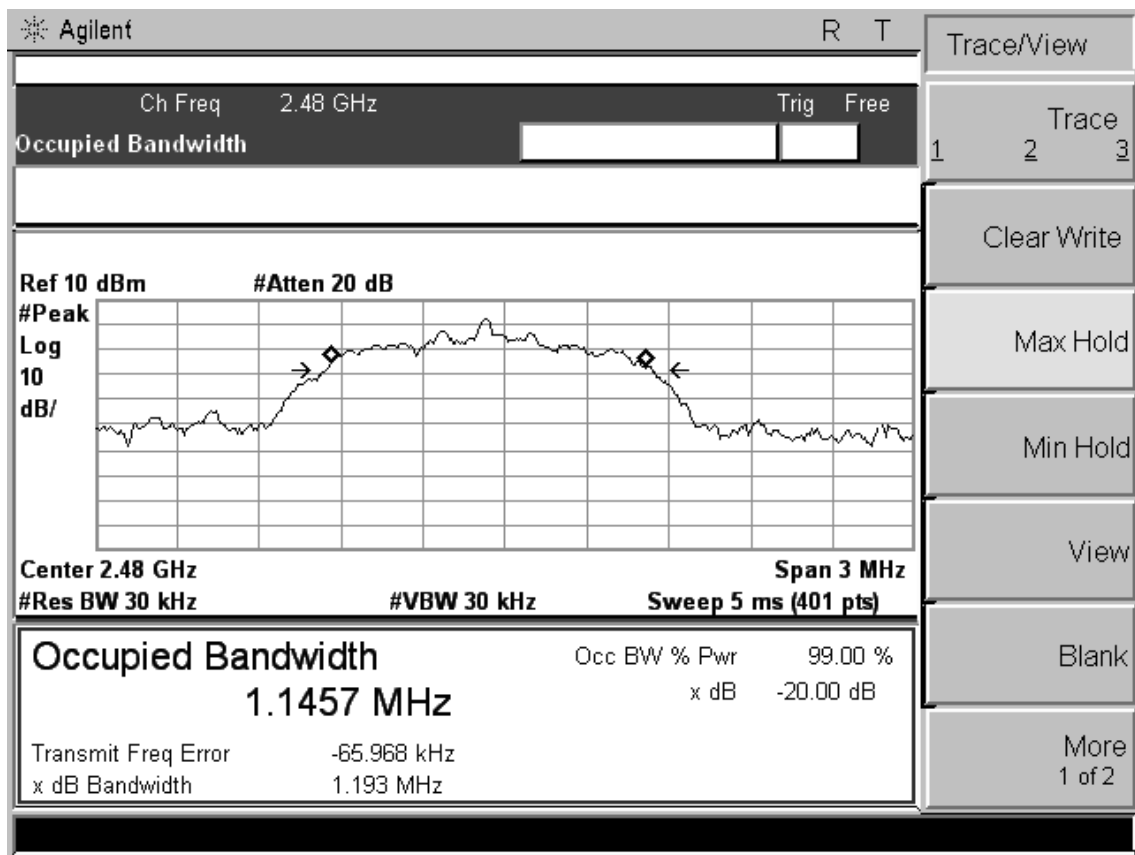 Agilent R T
Trace/View
Ch Freq 2.48 GHz Trig Free
Occupied Bandwidth
Trace
1 2 3
Clear Write
Ref 10 dBm #Atten 20 dB
#Peak
Log
10
dB/
Max Hold
Min Hold
View
Center 2.48 GHz Span 3 MHz
#Res BW 30 kHz #VBW 30 kHz Sweep 5 ms (401 pts)
Occupied Bandwidth Occ BW % Pwr 99.00 %
1.1457 MHz x dB -20.00 dB
Blank
Transmit Freq Error -65.968 kHz
x dB Bandwidth 1.193 MHz
More
1 of 2